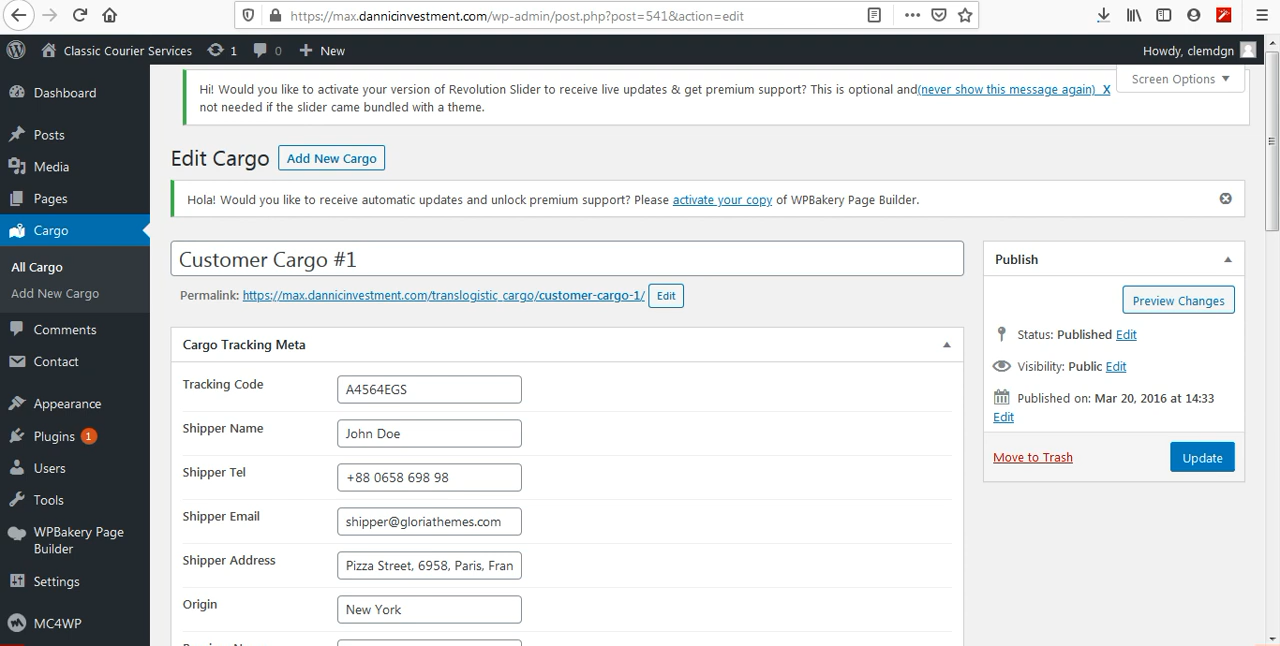 https://max.dannicinvestment.com/wp-admin/post.php?post=541&action=edit
Classic Courier Services 1 0 + New
Howdy, clemdgn
Dashboard
Posts
Media
Pages
Cargo
All Cargo
Add New Cargo
Comments
Contact
Appearance
Plugins 1
Users
Tools
WPBakery Page
Builder
Settings
MC4WP
Screen Options
Hi! Would you like to activate your version of Revolution Slider to receive live updates & get premium support? This is optional and(never show this message again) X
not needed if the slider came bundled with a theme.
Edit Cargo Add New Cargo
Hola! Would you like to receive automatic updates and unlock premium support? Please activate your copy of WPBakery Page Builder.
Customer Cargo #1
Permalink: https://max.dannicinvestment.com/translogistic_cargo/customer-cargo-1/ Edit
Cargo Tracking Meta
Tracking Code A4564EGS
Shipper Name John Doe
Shipper Tel +88 0658 698 98
Shipper Email shipper@gloriathemes.com
Shipper Address Pizza Street, 6958, Paris, Fran
Origin New York
Publish
Preview Changes
Status: Published Edit
Visibility: Public Edit
Published on: Mar 20, 2016 at 14:33
Edit
Move to Trash Update